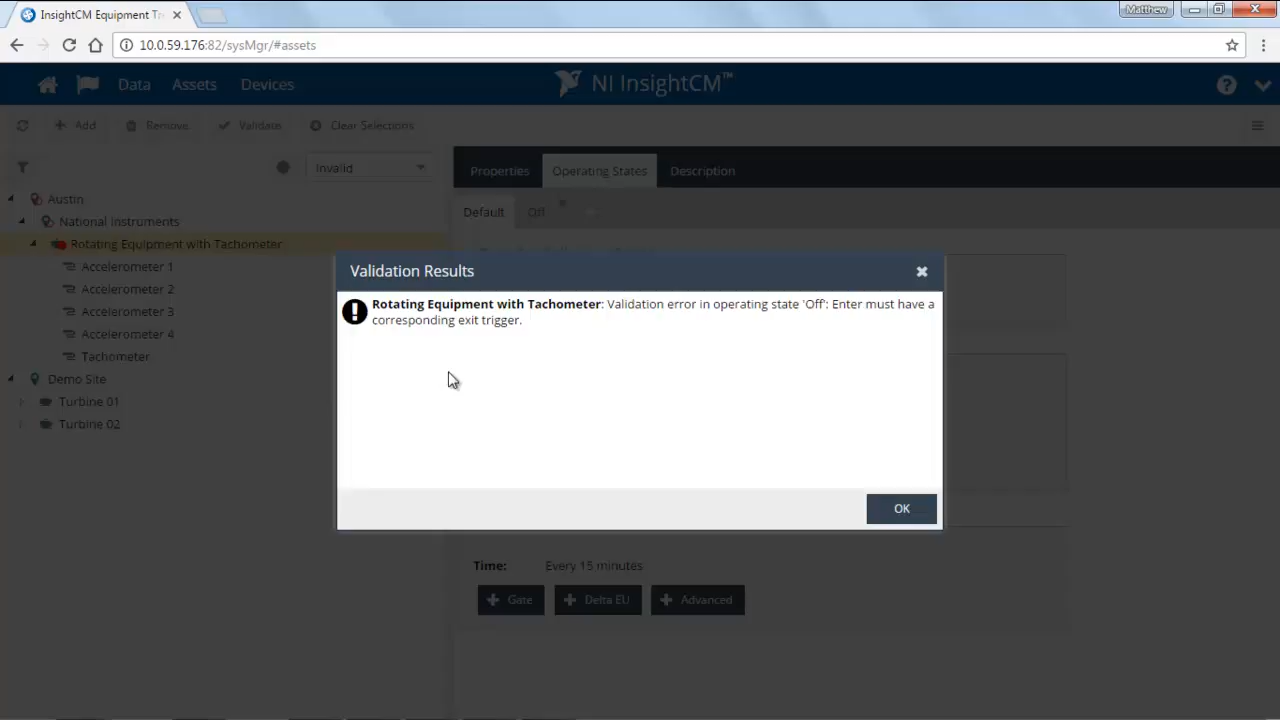 InsightCM Equipment Tr
Matthew
10.0.59.176:82/sysMgr/#assets
Data Assets Devices
NI InsightCM™
?
Add Remove Validate Clear Selections
Invalid
Properties Operating States Description
Austin
Default Off
National Instruments
Rotating Equipment with Tachometer
Accelerometer 1
Accelerometer 2
Accelerometer 3
Accelerometer 4
Tachometer
Demo Site
Turbine 01
Turbine 02
Validation Results
Rotating Equipment with Tachometer: Validation error in operating state 'Off': Enter must have a
corresponding exit trigger.
OK
Time: Every 15 minutes
Gate Delta EU Advanced